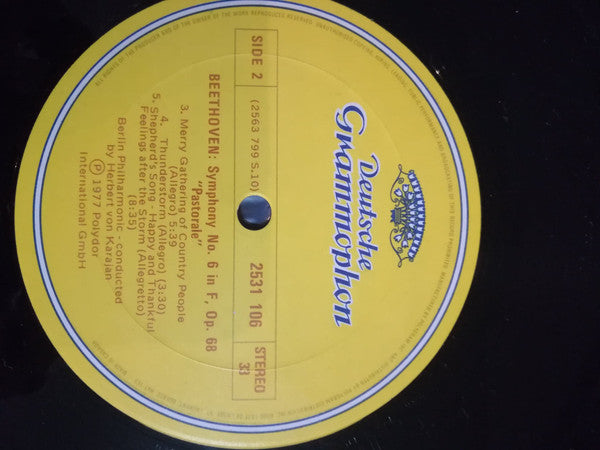 Deutsche
Grammophon
SIDE 2
(2563 799 S.10)
2531 106
STEREO
33
BEETHOVEN: Symphony No. 6 in F, Op. 68
"Pastorale"
3. Merry Gathering of Country People
(Allegro) 5:39
4. Thunderstorm (Allegro) (3:30)
5. Shepherd's Song - Happy and Thankful
Feelings after the Storm (Allegretto)
(8:35)
Berlin Philharmonic - conducted
by Herbert von Karajan
Ⓟ 1977 Polydor
International GmbH